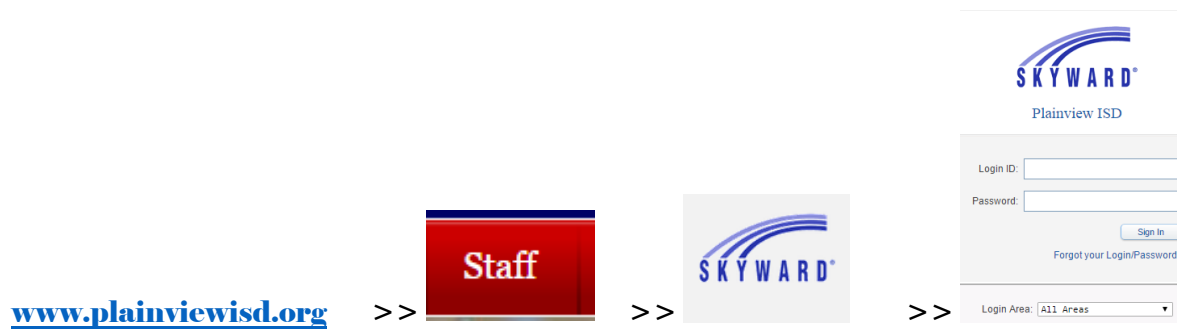 www.plainviewisd.org >> Staff >> SKYWARD® >>
SKYWARD®
Plainview ISD
Login ID:
Password:
Sign In
Forgot your Login/Password
Login Area: All Areas